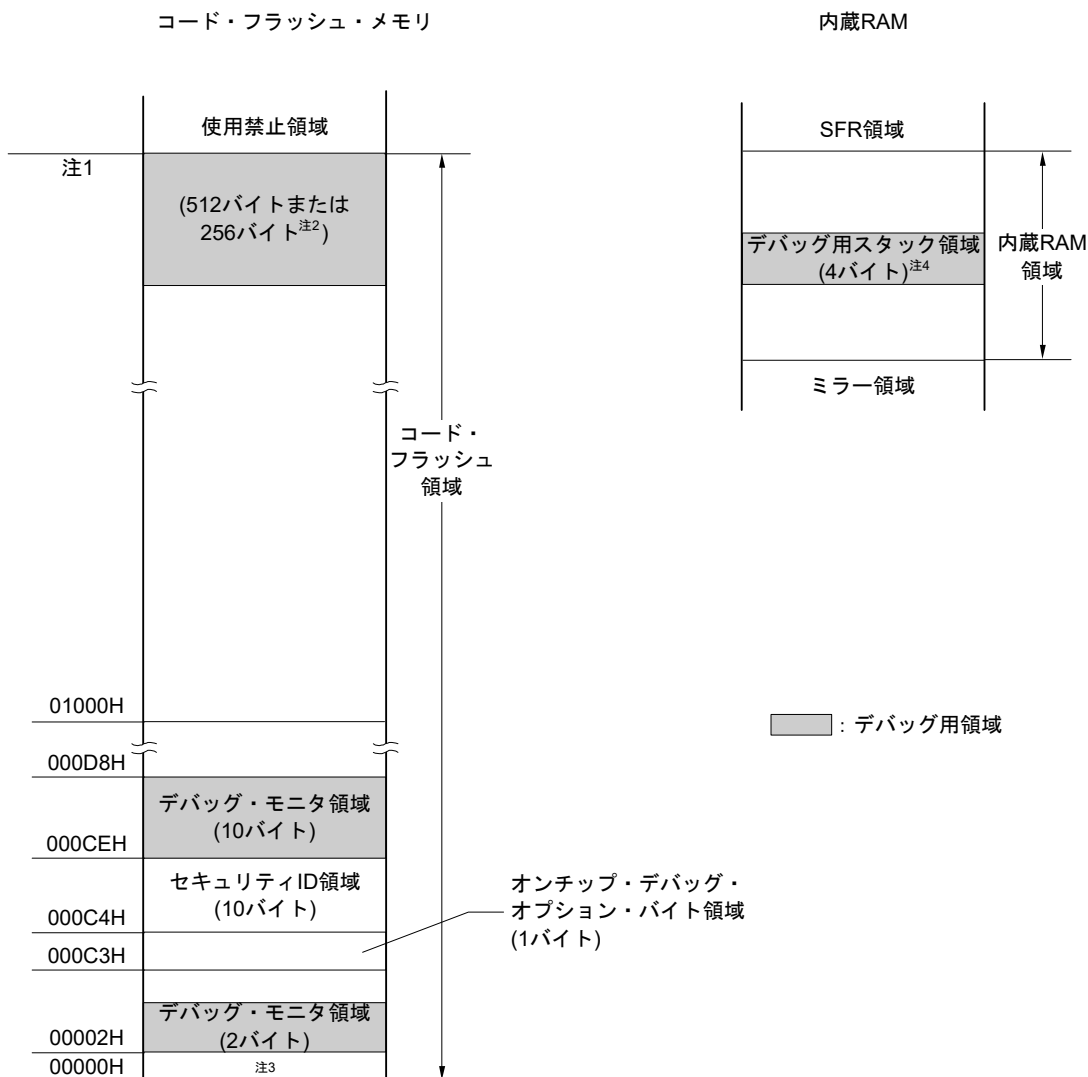 コード・フラッシュ・メモリ
内蔵RAM
使用禁止領域
注1
(512バイトまたは
256バイト注2)
コード・
フラッシュ
領域
01000H
000D8H
デバッグ・モニタ領域
(10バイト)
000CEH
セキュリティID領域
(10バイト)
000C4H
000C3H
オンチップ・デバッグ・
オプション・バイト領域
(1バイト)
デバッグ・モニタ領域
(2バイト)
00002H
00000H
注3
SFR領域
デバッグ用スタック領域
(4バイト)注4
内蔵RAM
領域
ミラー領域
：デバッグ用領域